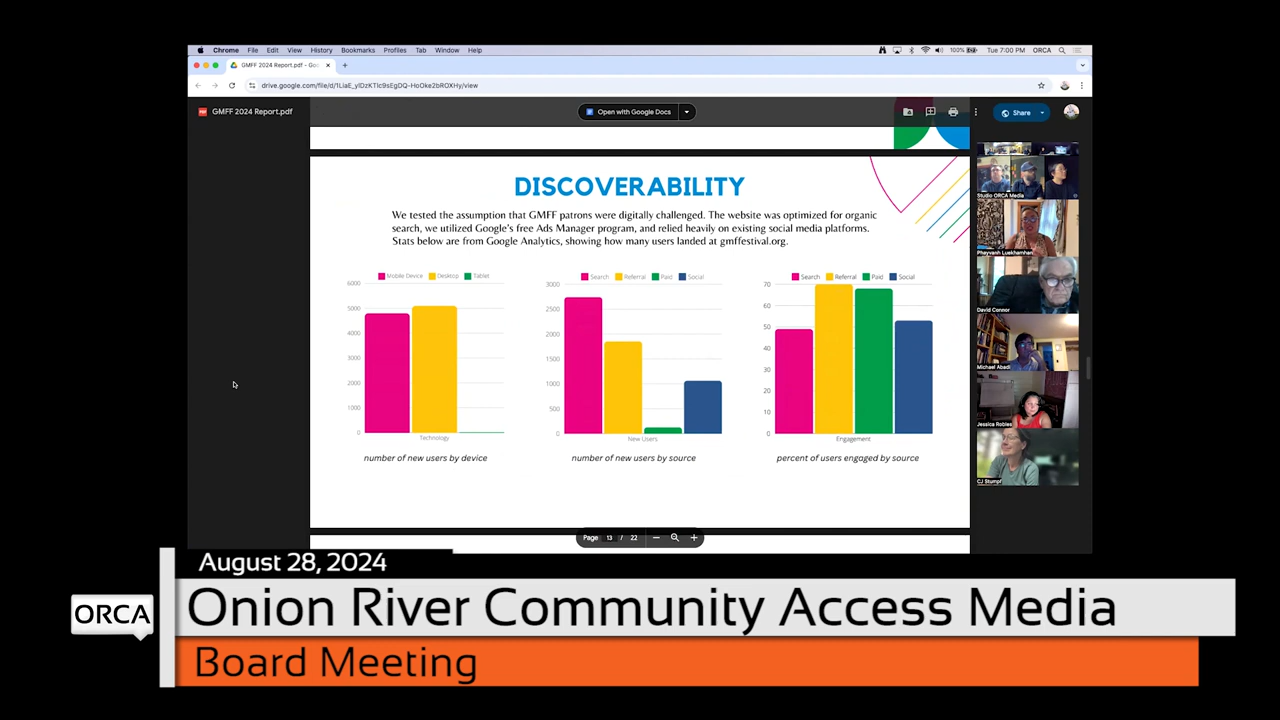 Chrome File Edit View History Bookmarks Profiles Tab Window Help
100% Tue 7:00 PM ORCA
GMFF 2024 Report.pdf - Goo
GMFF 2024 Report.pdf
Open with Google Docs
Share
DISCOVERABILITY
We tested the assumption that GMFF patrons were digitally challenged. The website was optimized for organic
search, we utilized Google's free Ads Manager program, and relied heavily on existing social media platforms.
Stats below are from Google Analytics, showing how many users landed at gmffestival.org.
Mobile Device Desktop Tablet
6000
5000
4000
3000
2000
1000
0
Technology
number of new users by device
Search Referral Paid Social
3000
2500
2000
1500
1000
500
0
New Users
number of new users by source
Search Referral Paid Social
70
60
50
40
30
20
10
0
Engagement
percent of users engaged by source
Studio ORCA Media
Phayvanh Luekhamhan
David Connor
Michael Abadi
Jessica Robles
CJ Stumpf
Page 13 / 22
August 28, 2024
ORCA
Onion River Community Access Media
Board Meeting